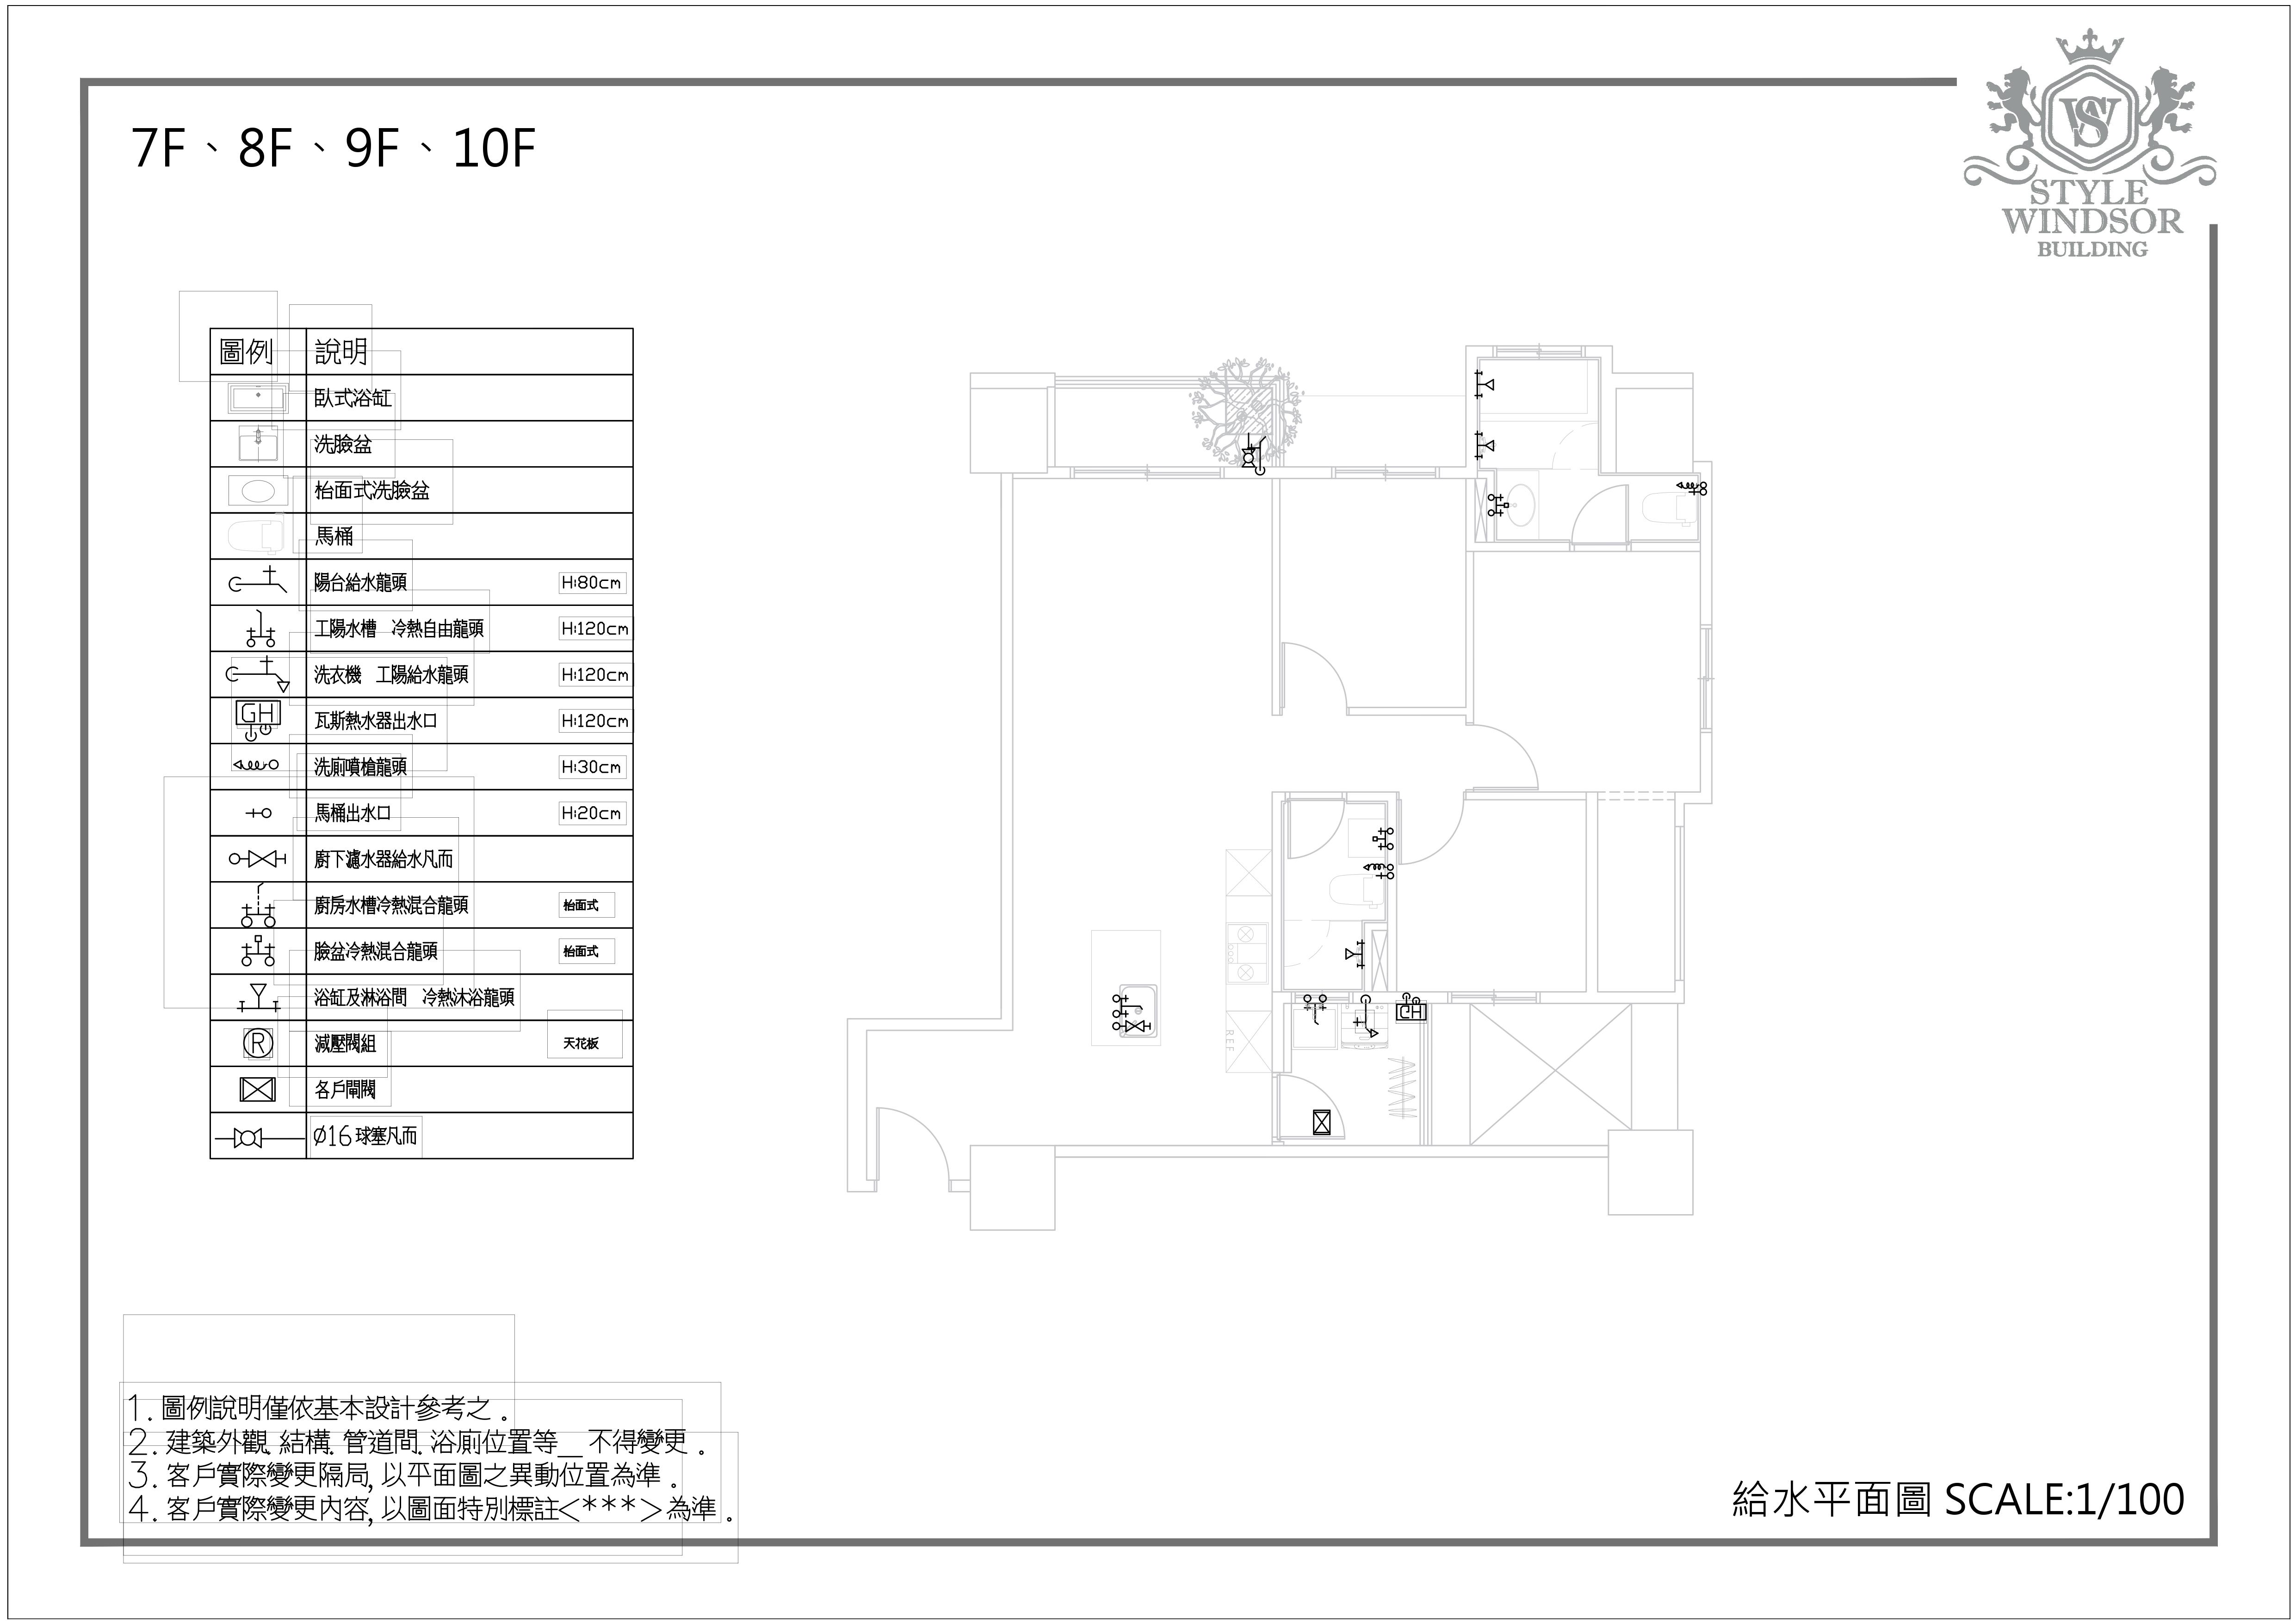 7F、8F、9F、10F
WS
STYLE
WINDSOR
BUILDING
圖例 說明
臥式浴缸
洗臉盆
枱面式洗臉盆
馬桶
陽台給水龍頭 H:80cm
工陽水槽 冷熱自由龍頭 H:120cm
洗衣機 工陽給水龍頭 H:120cm
GH 瓦斯熱水器出水口 H:120cm
洗廁噴槍龍頭 H:30cm
馬桶出水口 H:20cm
廚下濾水器給水凡而
廚房水槽冷熱混合龍頭 枱面式
臉盆冷熱混合龍頭 枱面式
浴缸及淋浴間 冷熱沐浴龍頭
R 減壓閥組 天花板
各戶閘閥
Ø16球塞凡而
GH
REF
1. 圖例說明僅依基本設計參考之。
2. 建築外觀.結構.管道間.浴廁位置等__不得變更。
3. 客戶實際變更隔局,以平面圖之異動位置為準。
4. 客戶實際變更內容,以圖面特別標註<***>為準。
給水平面圖 SCALE:1/100